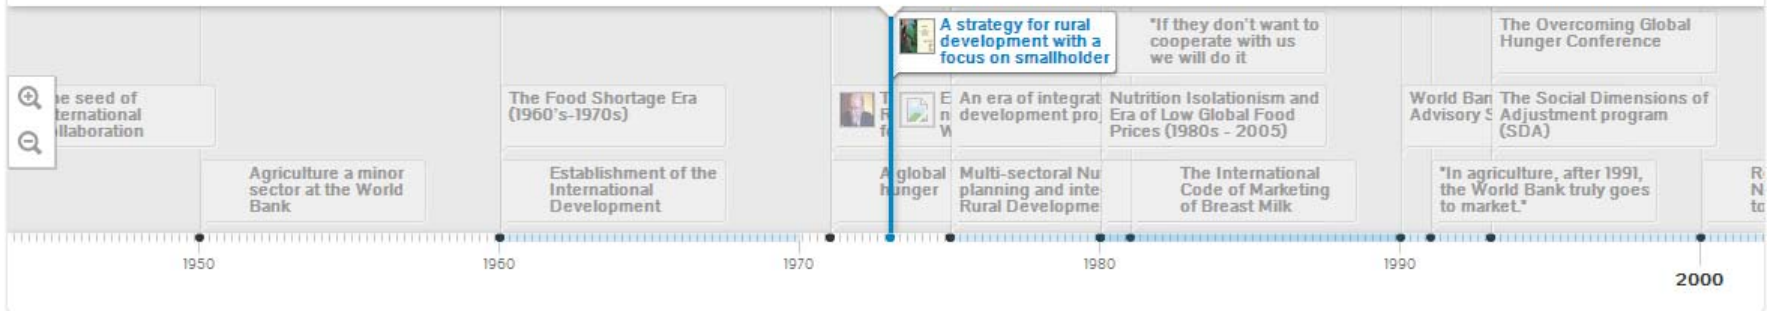 A strategy for rural
development with a
focus on smallholder
"If they don't want to
cooperate with us
we will do it
The Overcoming Global
Hunger Conference
ne seed of
ternational
llaboration
The Food Shortage Era
(1960's-1970s)
An era of integrat
development pro
Nutrition Isolationism and
Era of Low Global Food
Prices (1980s - 2005)
World Ban
Advisory S
The Social Dimensions of
Adjustment program
(SDA)
Agriculture a minor
sector at the World
Bank
Establishment of the
International
Development
A global
hunger
Multi-sectoral Nu
planning and inte
Rural Developme
The International
Code of Marketing
of Breast Milk
"In agriculture, after 1991,
the World Bank truly goes
to market."
1950
1960
1970
1980
1990
2000